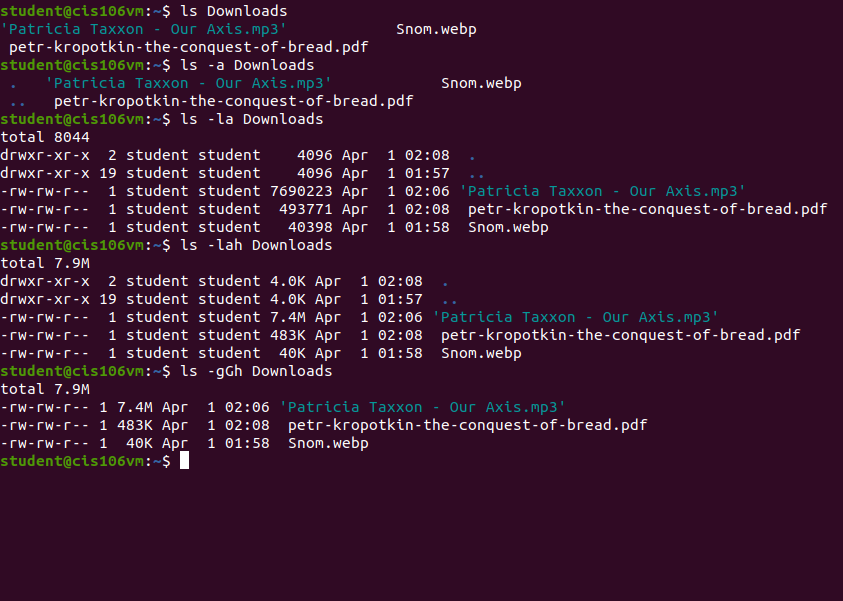 student@cis106vm:~$ ls Downloads
'Patricia Taxxon - Our Axis.mp3'            Snom.webp
 petr-kropotkin-the-conquest-of-bread.pdf
student@cis106vm:~$ ls -a Downloads
 .   'Patricia Taxxon - Our Axis.mp3'            Snom.webp
 ..   petr-kropotkin-the-conquest-of-bread.pdf
student@cis106vm:~$ ls -la Downloads
total 8044
drwxr-xr-x  2 student student    4096 Apr  1 02:08  .
drwxr-xr-x 19 student student    4096 Apr  1 01:57  ..
-rw-rw-r--  1 student student 7690223 Apr  1 02:06 'Patricia Taxxon - Our Axis.mp3'
-rw-rw-r--  1 student student  493771 Apr  1 02:08  petr-kropotkin-the-conquest-of-bread.pdf
-rw-rw-r--  1 student student   40398 Apr  1 01:58  Snom.webp
student@cis106vm:~$ ls -lah Downloads
total 7.9M
drwxr-xr-x  2 student student 4.0K Apr  1 02:08  .
drwxr-xr-x 19 student student 4.0K Apr  1 01:57  ..
-rw-rw-r--  1 student student 7.4M Apr  1 02:06 'Patricia Taxxon - Our Axis.mp3'
-rw-rw-r--  1 student student 483K Apr  1 02:08  petr-kropotkin-the-conquest-of-bread.pdf
-rw-rw-r--  1 student student  40K Apr  1 01:58  Snom.webp
student@cis106vm:~$ ls -gGh Downloads
total 7.9M
-rw-rw-r-- 1 7.4M Apr  1 02:06 'Patricia Taxxon - Our Axis.mp3'
-rw-rw-r-- 1 483K Apr  1 02:08  petr-kropotkin-the-conquest-of-bread.pdf
-rw-rw-r-- 1  40K Apr  1 01:58  Snom.webp
student@cis106vm:~$